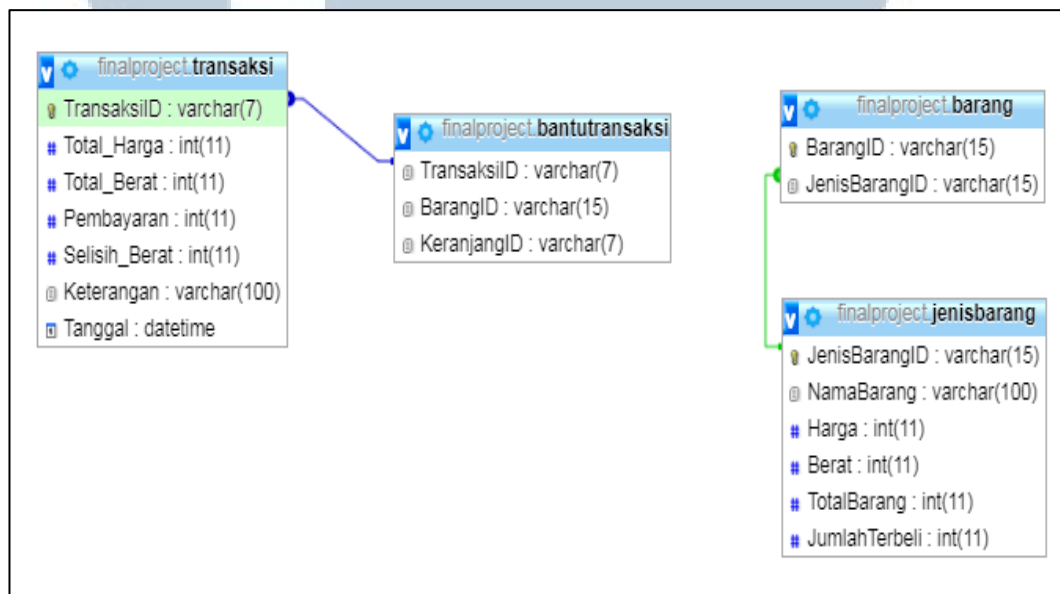 finalproject.transaksi
TransaksiID : varchar(7)
Total_Harga : int(11)
Total_Berat : int(11)
Pembayaran : int(11)
Selisih_Berat : int(11)
Keterangan : varchar(100)
Tanggal : datetime
finalproject.bantutransaksi
TransaksiID : varchar(7)
BarangID : varchar(15)
KeranjangID : varchar(7)
finalproject.barang
BarangID : varchar(15)
JenisBarangID : varchar(15)
finalproject.jenisbarang
JenisBarangID : varchar(15)
NamaBarang : varchar(100)
Harga : int(11)
Berat : int(11)
TotalBarang : int(11)
JumlahTerbeli : int(11)